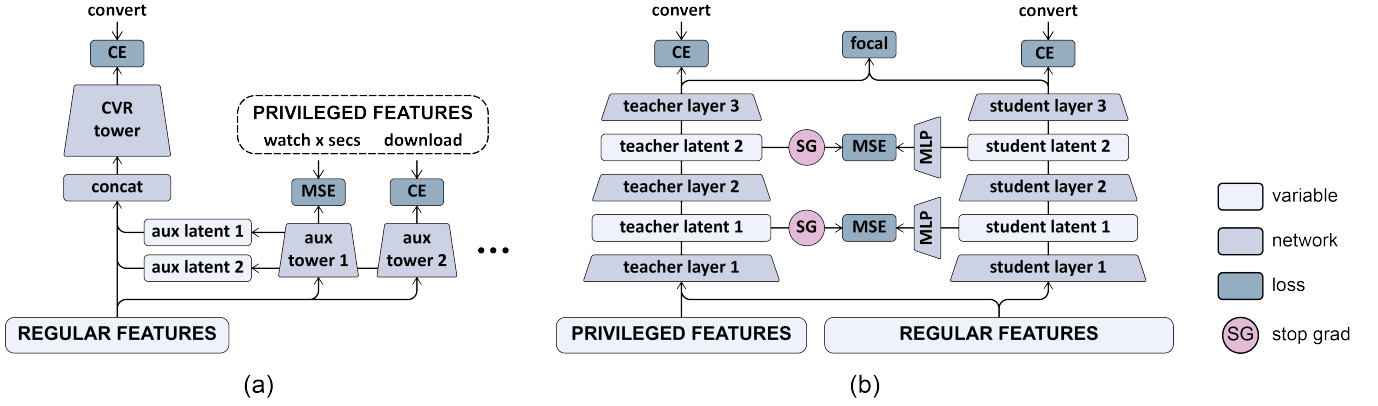 convert
CE
CVR
tower
concat
PRIVILEGED FEATURES
watch x secs download
MSE CE
aux latent 1
aux latent 2
aux
tower 1
aux
tower 2
...
REGULAR FEATURES
(a)
convert convert
CE focal CE
teacher layer 3 student layer 3
teacher latent 2 SG MSE MLP student latent 2
teacher layer 2 student layer 2
teacher latent 1 SG MSE MLP student latent 1
teacher layer 1 student layer 1
PRIVILEGED FEATURES REGULAR FEATURES
(b)
variable
network
loss
SG stop grad